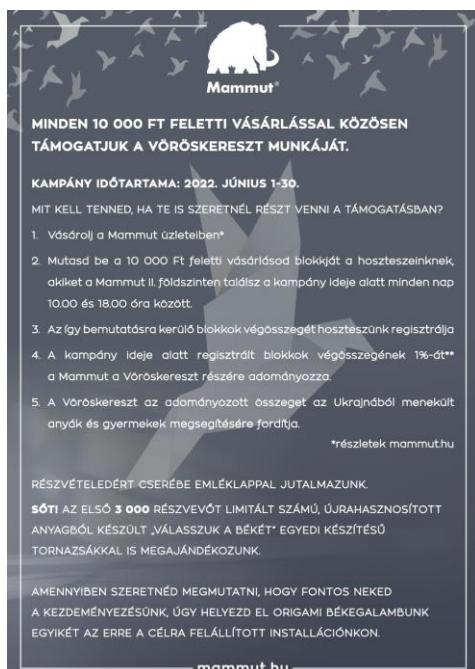 Mammut®
MINDEN 10 000 FT FELETTI VÁSÁRLÁSSAL KÖZÖSEN
TÁMOGATJUK A VÖRÖSKERESZT MUNKÁJÁT.
KAMPÁNY IDŐTARTAMA: 2022. JÚNIUS 1-30.
MIT KELL TENNED, HA TE IS SZERETNÉL RÉSZT VENNI A TÁMOGATÁSBAN?
1. Vásárolj a Mammut üzleteiben*
2. Mutasd be a 10 000 Ft feletti vásárlásod blokkját a hoszteszeinknek,
akiket a Mammut II. földszinten találsz a kampány ideje alatt minden nap
10.00 és 18.00 óra között.
3. Az így bemutatásra kerülő blokkok végösszegét hoszteszünk regisztrálja
4. A kampány ideje alatt regisztrált blokkok végösszegének 1%-át**
a Mammut a Vöröskereszt részére adományozza.
5. A Vöröskereszt az adományozott összeget az Ukrajnából menekült
anyák és gyermekek megsegítésére fordítja.
*részletek mammut.hu
RÉSZVÉTELEDÉRT CSERÉBE EMLÉKLAPPAL JUTALMAZUNK.
SŐT! AZ ELSŐ 3 000 RÉSZVEVŐT LIMITÁLT SZÁMÚ, ÚJRAHASZNOSÍTOTT
ANYAGBÓL KÉSZÜLT „VÁLASSZUK A BÉKÉT" EGYEDI KÉSZÍTÉSŰ
TORNAZSÁKKAL IS MEGAJÁNDÉKOZUNK.
AMENNYIBEN SZERETNÉD MEGMUTATNI, HOGY FONTOS NEKED
A KEZDEMÉNYEZÉSÜNK, ÚGY HELYEZD EL ORIGAMI BÉKEGALAMBUNK
EGYIKÉT AZ ERRE A CÉLRA FELÁLLÍTOTT INSTALLÁCIÓNKON.
mammut.hu